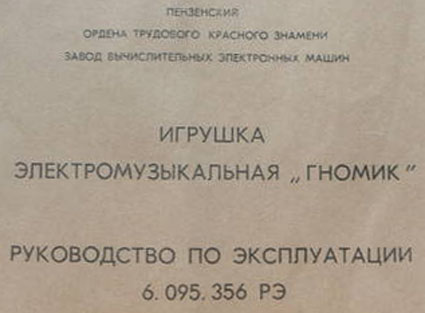 ПЕНЗЕНСКИЙ
ОРДЕНА ТРУДОВОГО КРАСНОГО ЗНАМЕНИ
ЗАВОД ВЫЧИСЛИТЕЛЬНЫХ ЭЛЕКТРОННЫХ МАШИН
ИГРУШКА
ЭЛЕКТРОМУЗЫКАЛЬНАЯ „ГНОМИК"
РУКОВОДСТВО ПО ЭКСПЛУАТАЦИИ
6.095.356 РЭ